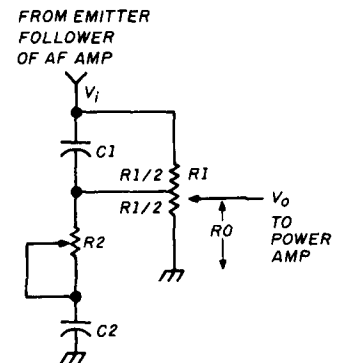 FROM EMITTER
FOLLOWER
OF AF AMP
Vi
C1
R1/2
R1
R1/2
Vo
R2
RO
TO
POWER
AMP
C2